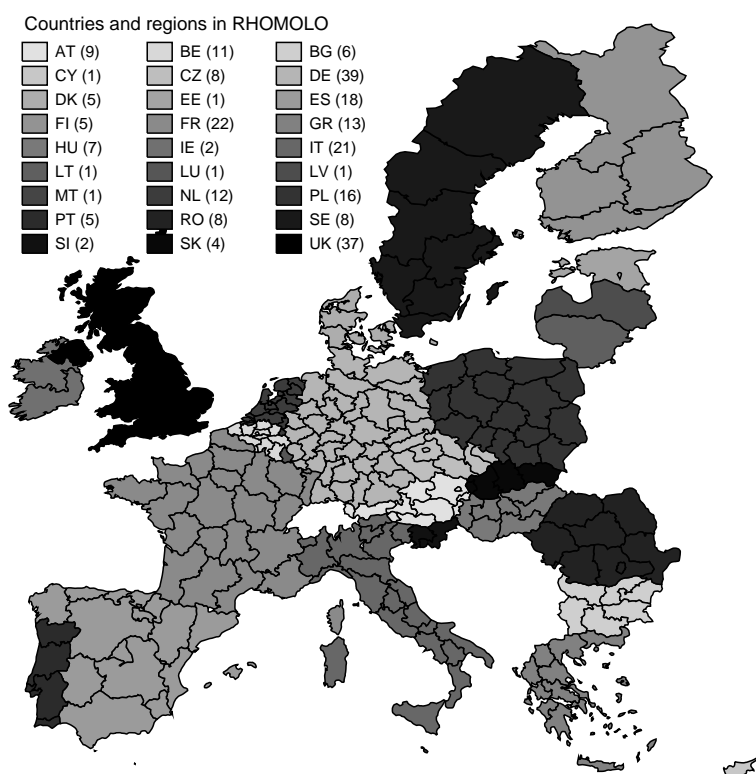 Countries and regions in RHOMOLO
AT (9) BE (11) BG (6)
CY (1) CZ (8) DE (39)
DK (5) EE (1) ES (18)
FI (5) FR (22) GR (13)
HU (7) IE (2) IT (21)
LT (1) LU (1) LV (1)
MT (1) NL (12) PL (16)
PT (5) RO (8) SE (8)
SI (2) SK (4) UK (37)